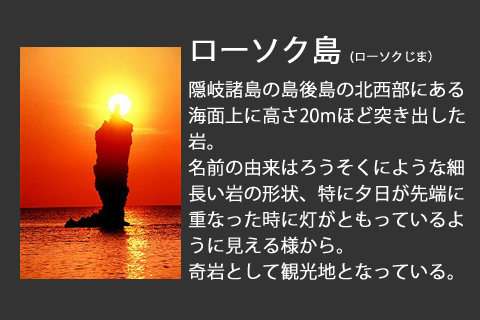 ローソク島 (ローソクじま)
隠岐諸島の島後島の北西部にある
海面上に高さ20mほど突き出した
岩。
名前の由来はろうそくにような細
長い岩の形状、特に夕日が先端に
重なった時に灯がともっているよ
うに見える様から。
奇岩として観光地となっている。